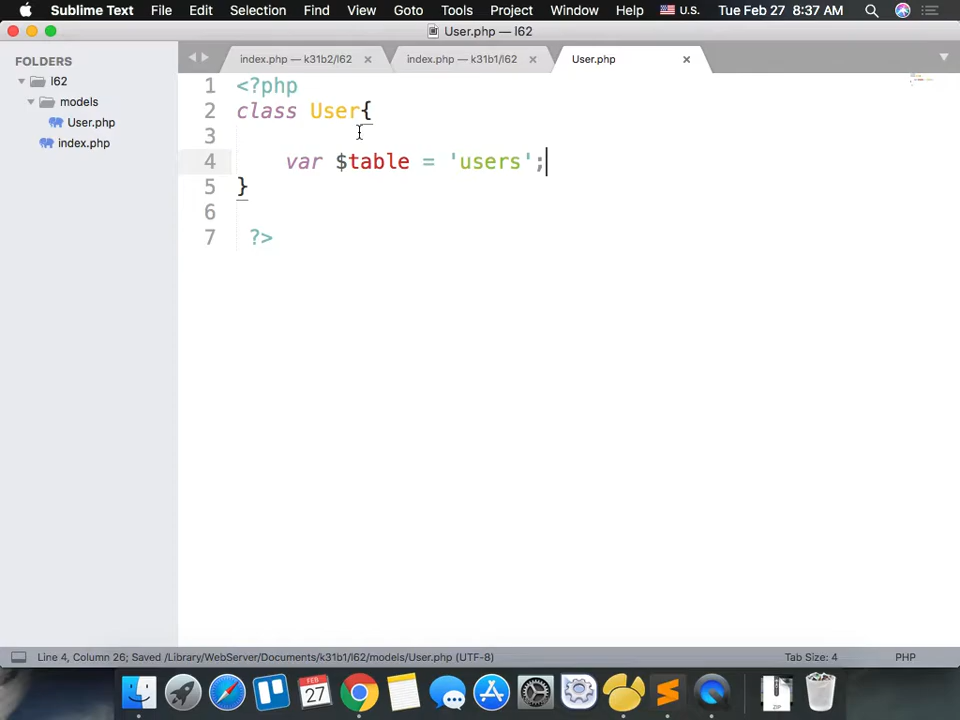 Sublime Text File Edit Selection Find View Goto Tools Project Window Help U.S. Tue Feb 27 8:37 AM
User.php — l62
FOLDERS
l62
models
User.php
index.php
index.php — k31b2/l62
index.php — k31b1/l62
User.php
1 <?php
2 class User{
3
4 var $table = 'users';
5 }
6
7 ?>
Line 4, Column 26; Saved /Library/WebServer/Documents/k31b1/l62/models/User.php (UTF-8)
Tab Size: 4
PHP
FEB
27
ZIP